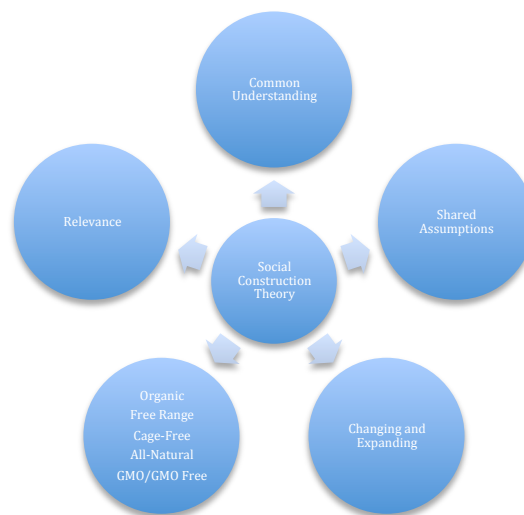 Common
Understanding
Relevance
Shared
Assumptions
Social
Construction
Theory
Organic
Free Range
Cage-Free
All-Natural
GMO/GMO Free
Changing and
Expanding